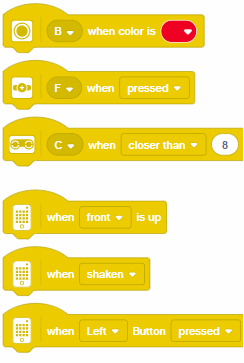 B when color is
F when pressed
C when closer than 8
when front is up
when shaken
when Left Button pressed